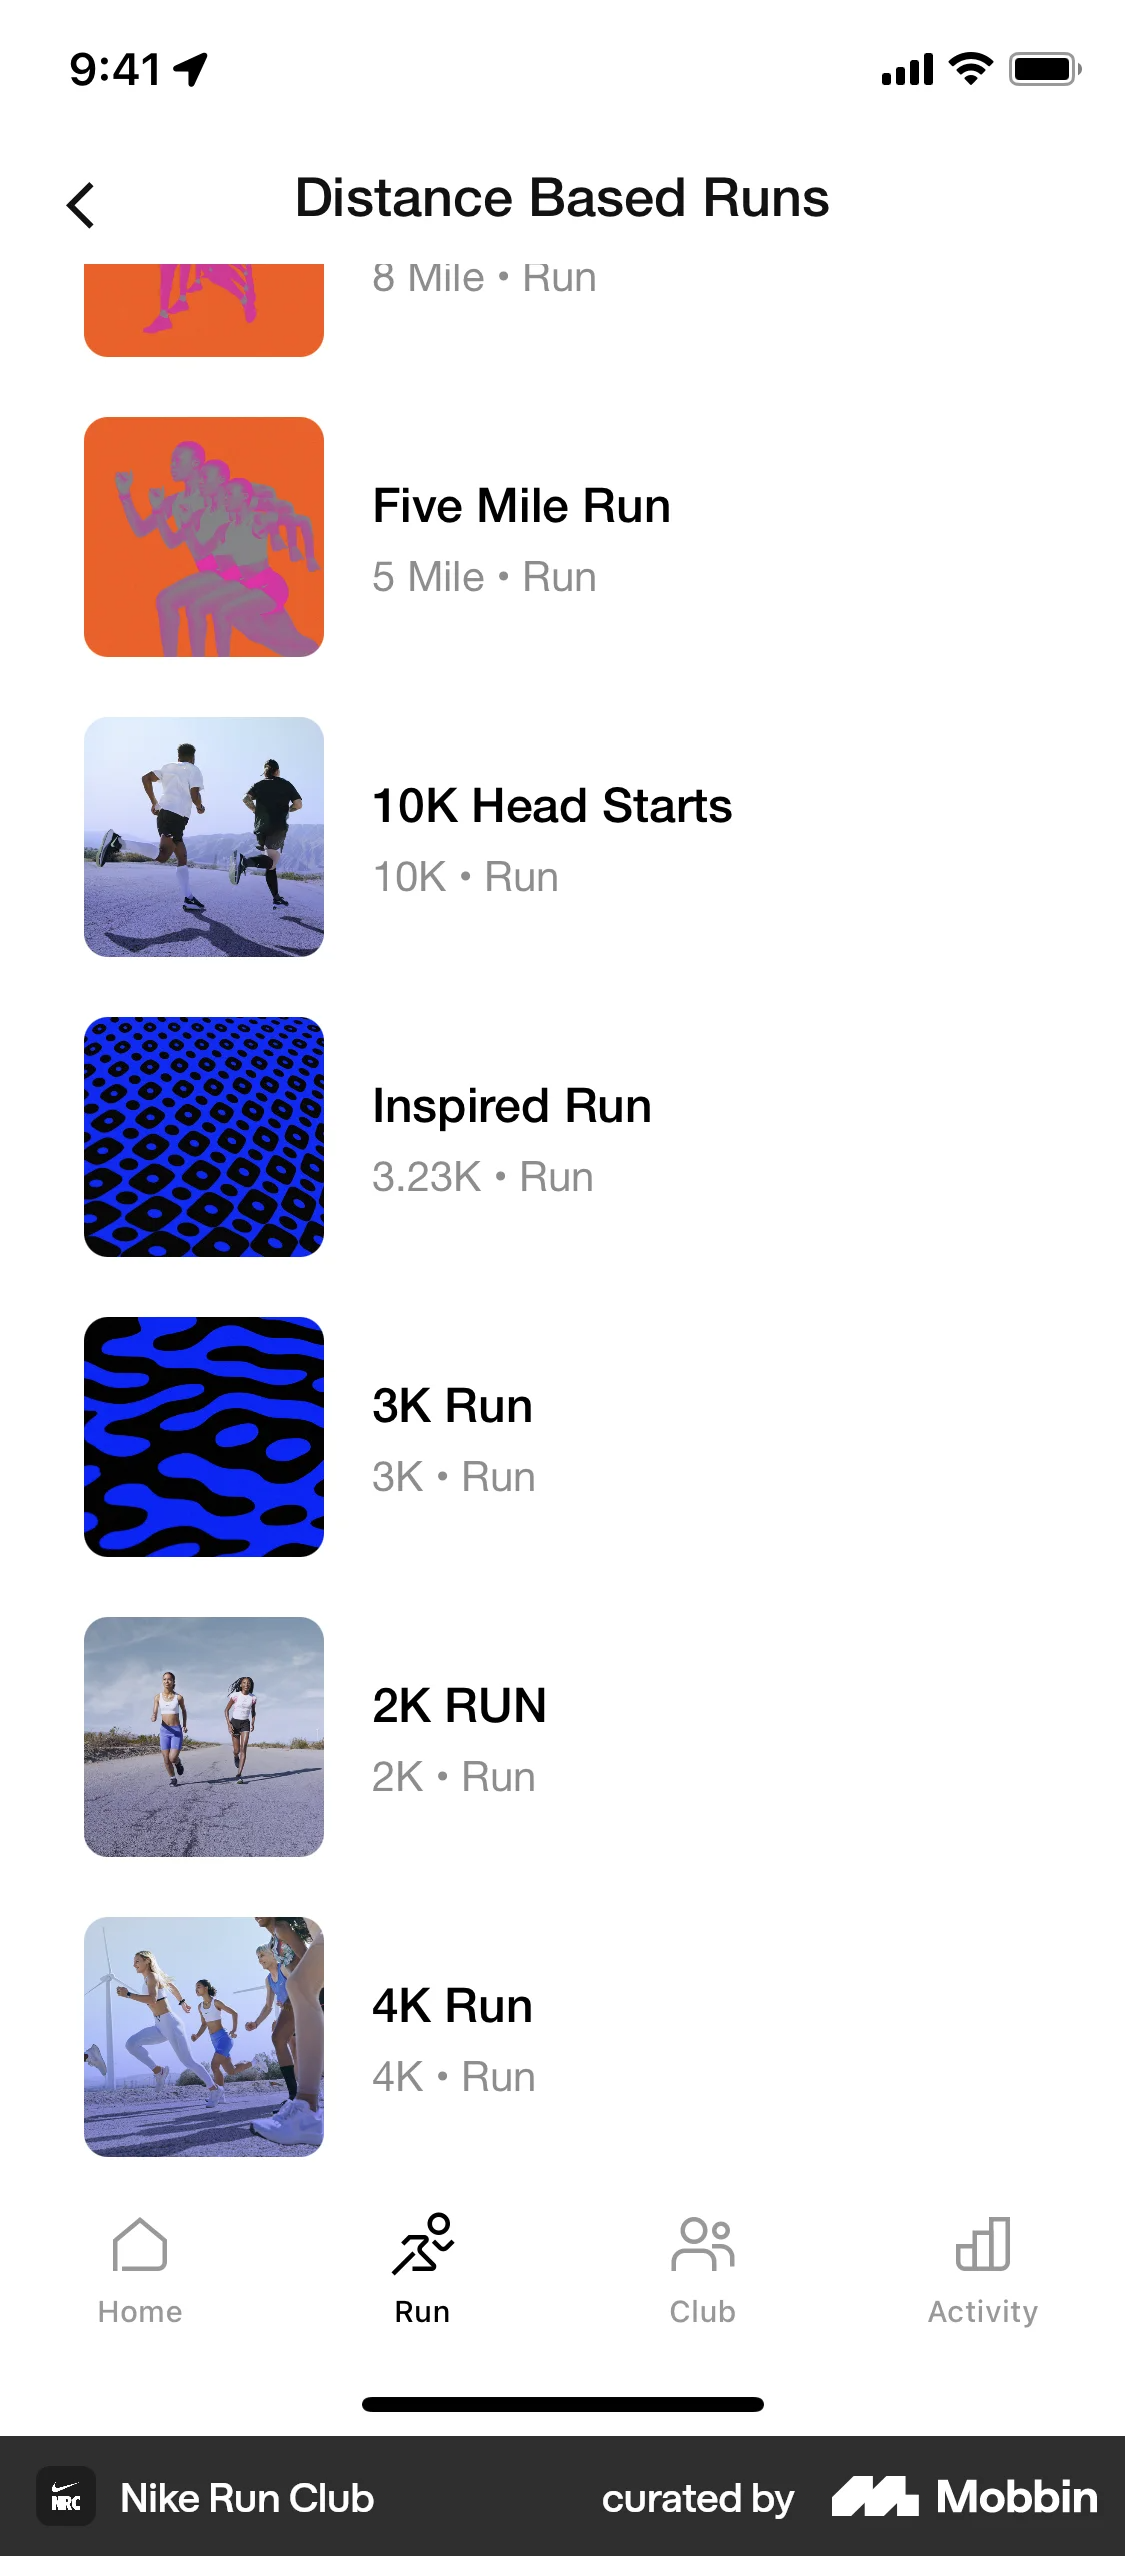 9:41
Distance Based Runs
8 Mile • Run
Five Mile Run
5 Mile • Run
10K Head Starts
10K • Run
Inspired Run
3.23K • Run
3K Run
3K • Run
2K RUN
2K • Run
4K Run
4K • Run
Home Run Club Activity
NRC Nike Run Club curated by Mobbin